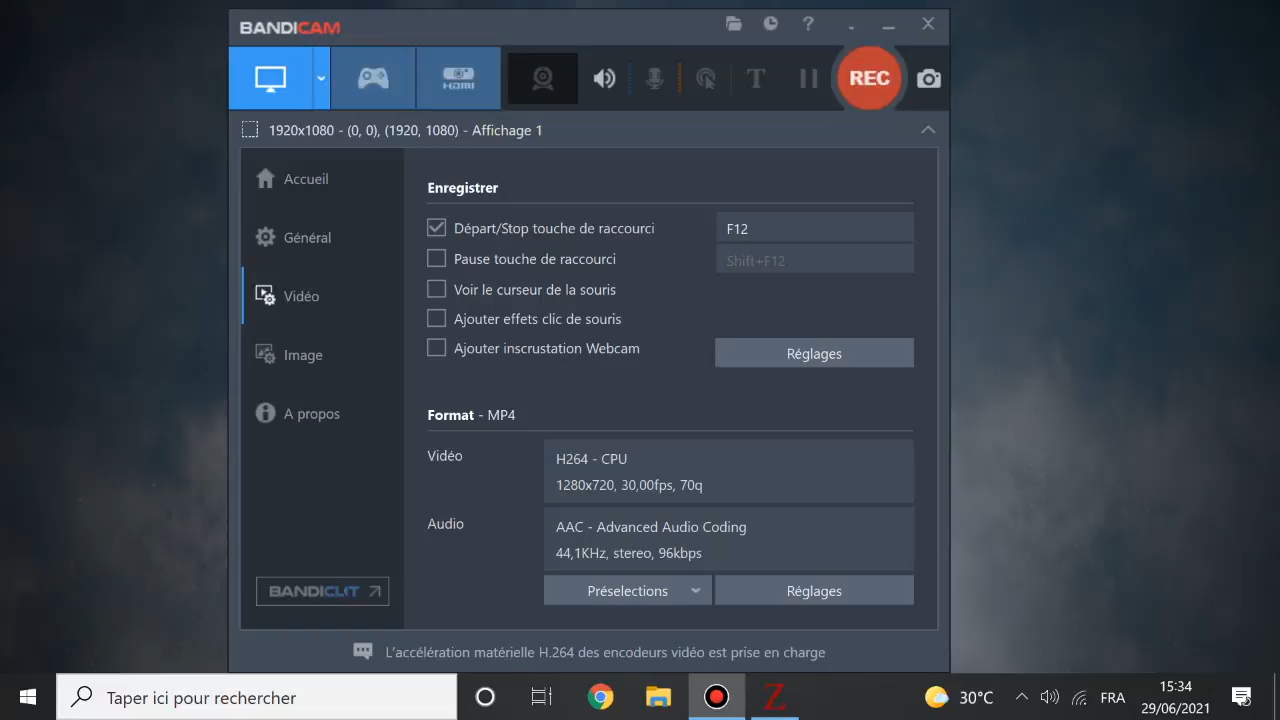 BANDICAM
HDMI
T
REC
1920x1080 - (0, 0), (1920, 1080) - Affichage 1
Accueil
Général
Vidéo
Image
A propos
BANDICUT
Enregistrer
Départ/Stop touche de raccourci
F12
Pause touche de raccourci
Shift+F12
Voir le curseur de la souris
Ajouter effets clic de souris
Ajouter inscrustation Webcam
Réglages
Format - MP4
Vidéo
H264 - CPU
1280x720, 30,00fps, 70q
Audio
AAC - Advanced Audio Coding
44,1KHz, stereo, 96kbps
Préselections
Réglages
L'accélération matérielle H.264 des encodeurs vidéo est prise en charge
Taper ici pour rechercher
Z
30°C
FRA
15:34
29/06/2021